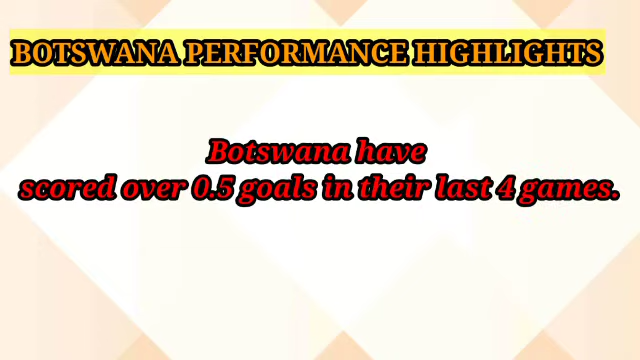 BOTSWANA PERFORMANCE HIGHLIGHTS
Botswana have
scored over 0.5 goals in their last 4 games.